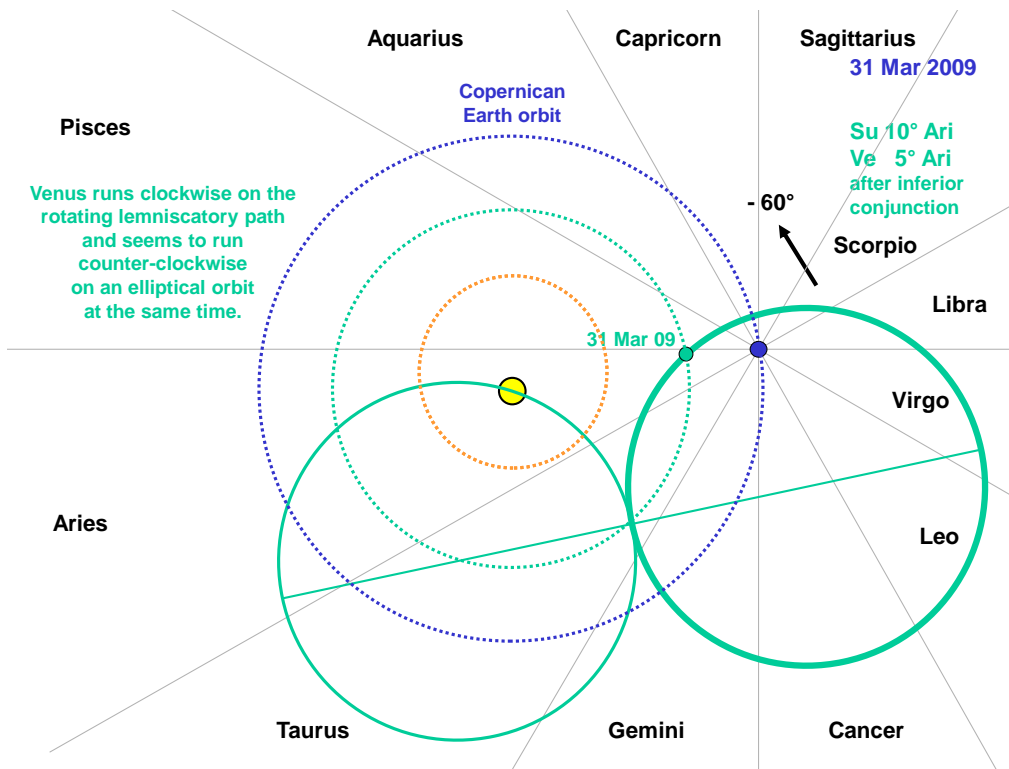 Aquarius
Capricorn
Sagittarius
31 Mar 2009
Copernican
Earth orbit
Pisces
Su 10° Ari
Ve 5° Ari
after inferior
conjunction
Venus runs clockwise on the
rotating lemniscatory path
and seems to run
counter-clockwise
on an elliptical orbit
at the same time.
- 60°
Scorpio
Libra
31 Mar 09
Virgo
Aries
Leo
Taurus
Gemini
Cancer